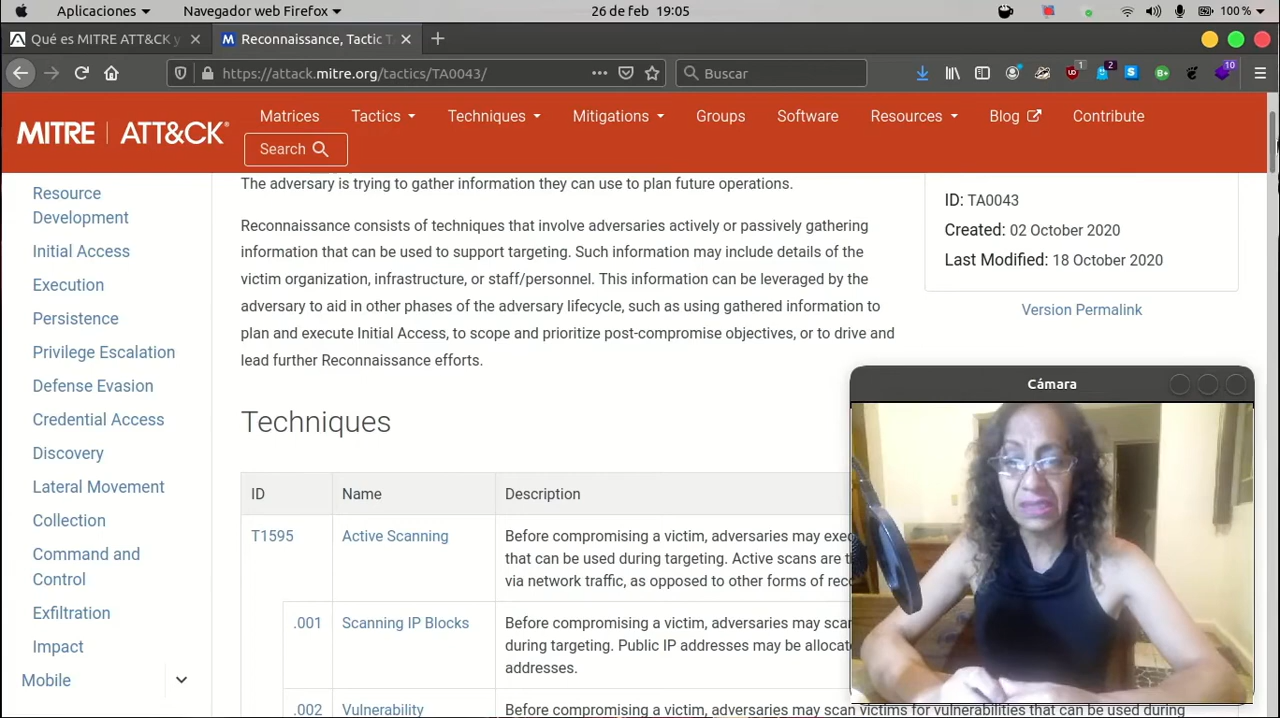 Aplicaciones Navegador web Firefox 26 de feb 19:05 100 %
Qué es MITRE ATT&CK y Reconnaissance, Tactic T
https://attack.mitre.org/tactics/TA0043/ Buscar 1 2 10
MITRE ATT&CK® Matrices Tactics Techniques Mitigations Groups Software Resources Blog Contribute
Search
Resource
Development
Initial Access
Execution
Persistence
Privilege Escalation
Defense Evasion
Credential Access
Discovery
Lateral Movement
Collection
Command and
Control
Exfiltration
Impact
Mobile
The adversary is trying to gather information they can use to plan future operations.
Reconnaissance consists of techniques that involve adversaries actively or passively gathering
information that can be used to support targeting. Such information may include details of the
victim organization, infrastructure, or staff/personnel. This information can be leveraged by the
adversary to aid in other phases of the adversary lifecycle, such as using gathered information to
plan and execute Initial Access, to scope and prioritize post-compromise objectives, or to drive and
lead further Reconnaissance efforts.
ID: TA0043
Created: 02 October 2020
Last Modified: 18 October 2020
Version Permalink
Techniques
ID Name Description
T1595 Active Scanning Before compromising a victim, adversaries may exe
that can be used during targeting. Active scans are t
via network traffic, as opposed to other forms of reco
.001 Scanning IP Blocks Before compromising a victim, adversaries may scan
during targeting. Public IP addresses may be allocate
addresses.
.002 Vulnerability Before compromising a victim, adversaries may scan victims for vulnerabilities that can be used during
Cámara